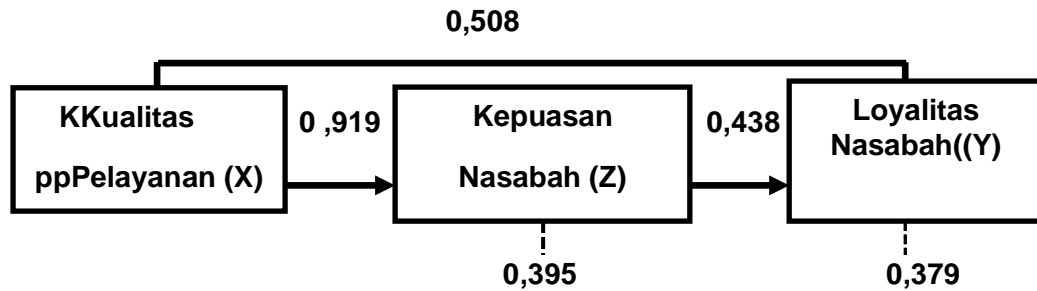 0,508
KKualitas
ppPelayanan (X)
0 ,919
Kepuasan
Nasabah (Z)
0,438
Loyalitas
Nasabah((Y)
0,395
0,379